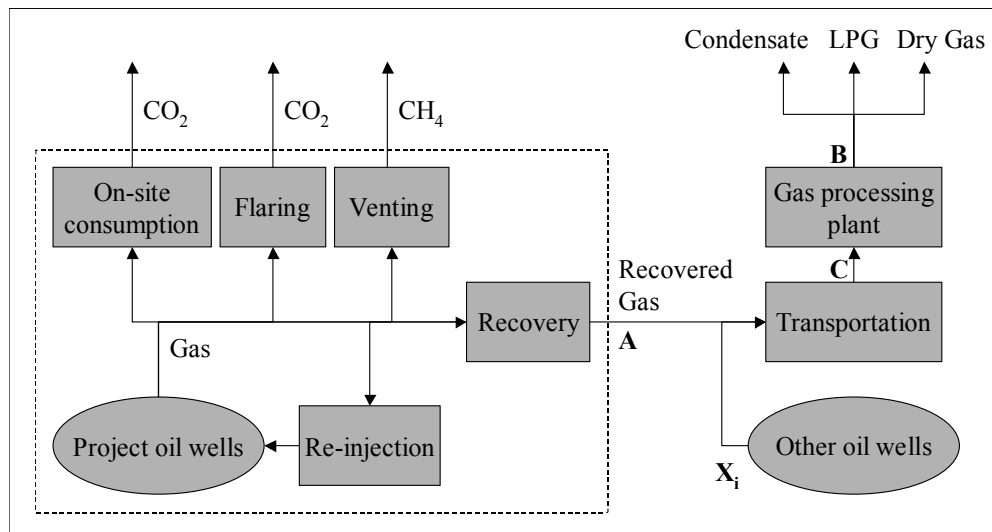 Condensate LPG Dry Gas
CO₂ CO₂ CH₄
B
On-site
consumption
Flaring
Venting
Gas processing
plant
C
Recovered
Gas
A
Recovery
Transportation
Gas
Project oil wells
Re-injection
Other oil wells
Xᵢ